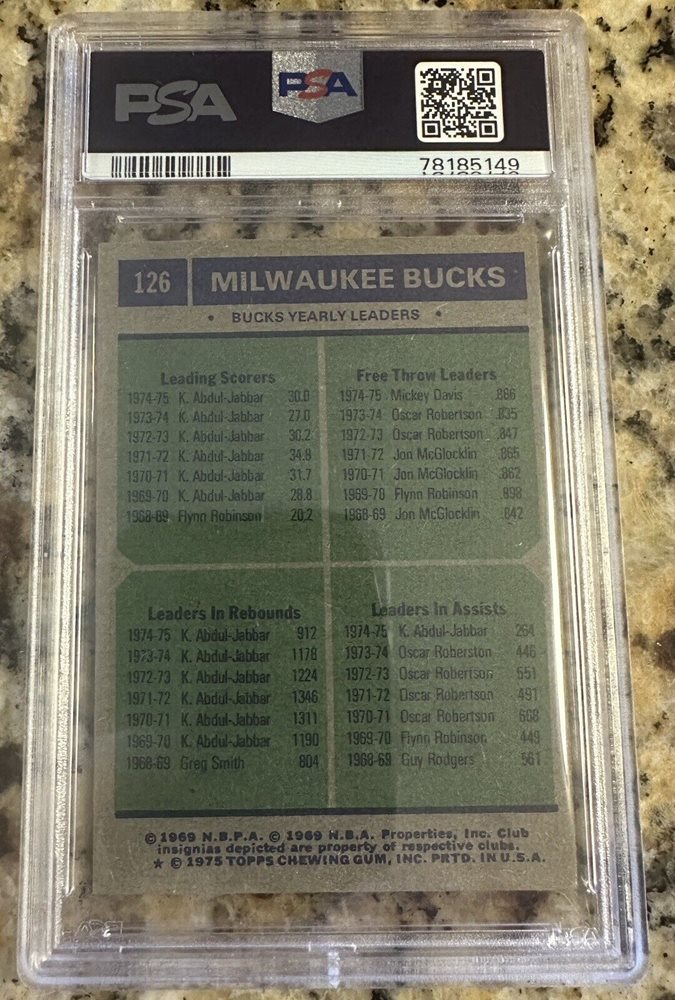 PSA
PSA
78185149
126 MILWAUKEE BUCKS
• BUCKS YEARLY LEADERS •
Leading Scorers
1974-75 K. Abdul-Jabbar 30.0
1973-74 K. Abdul-Jabbar 27.0
1972-73 K. Abdul-Jabbar 30.2
1971-72 K. Abdul-Jabbar 34.8
1970-71 K. Abdul-Jabbar 31.7
1969-70 K. Abdul-Jabbar 28.8
1968-69 Flynn Robinson 20.2
Free Throw Leaders
1974-75 Mickey Davis .886
1973-74 Oscar Robertson .835
1972-73 Oscar Robertson .847
1971-72 Jon McGlocklin .865
1970-71 Jon McGlocklin .862
1969-70 Flynn Robinson .898
1968-69 Jon McGlocklin .842
Leaders In Rebounds
1974-75 K. Abdul-Jabbar 912
1973-74 K. Abdul-Jabbar 1178
1972-73 K. Abdul-Jabbar 1224
1971-72 K. Abdul-Jabbar 1346
1970-71 K. Abdul-Jabbar 1311
1969-70 K. Abdul-Jabbar 1190
1968-69 Greg Smith 804
Leaders In Assists
1974-75 K. Abdul-Jabbar 264
1973-74 Oscar Roberston 446
1972-73 Oscar Robertson 551
1971-72 Oscar Robertson 491
1970-71 Oscar Robertson 668
1969-70 Flynn Robinson 449
1968-69 Guy Rodgers 561
© 1969 N.B.P.A. © 1969 N.B.A. Properties, Inc. Club
insignias depicted are property of respective clubs.
★ © 1975 TOPPS CHEWING GUM, INC. PRTD. IN U.S.A.